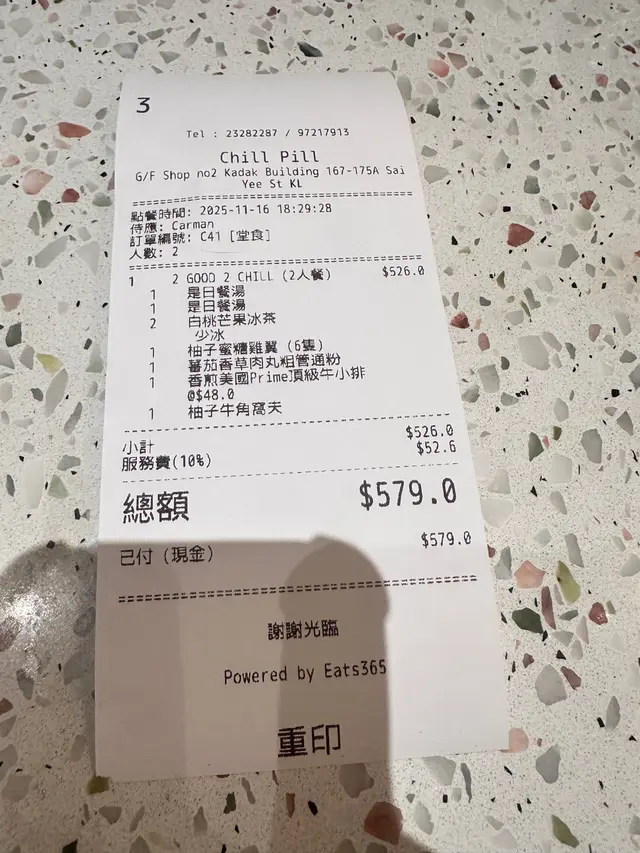 3
Tel : 23282287 / 97217913
Chill Pill
G/F Shop no2 Kadak Building 167-175A Sai
Yee St KL
點餐時間: 2025-11-16 18:29:28
侍應: Carman
訂單編號: C41 [堂食]
人數: 2
1 2 GOOD 2 CHILL (2人餐) $526.0
1 是日餐湯
1 是日餐湯
2 白桃芒果冰茶
少冰
1 柚子蜜糖雞翼 (6隻)
1 蕃茄香草肉丸粗管通粉
1 香煎美國Prime頂級牛小排
@$48.0
1 柚子牛角窩夫
小計 $526.0
服務費(10%) $52.6
總額 $579.0
已付 (現金) $579.0
謝謝光臨
Powered by Eats365
重印